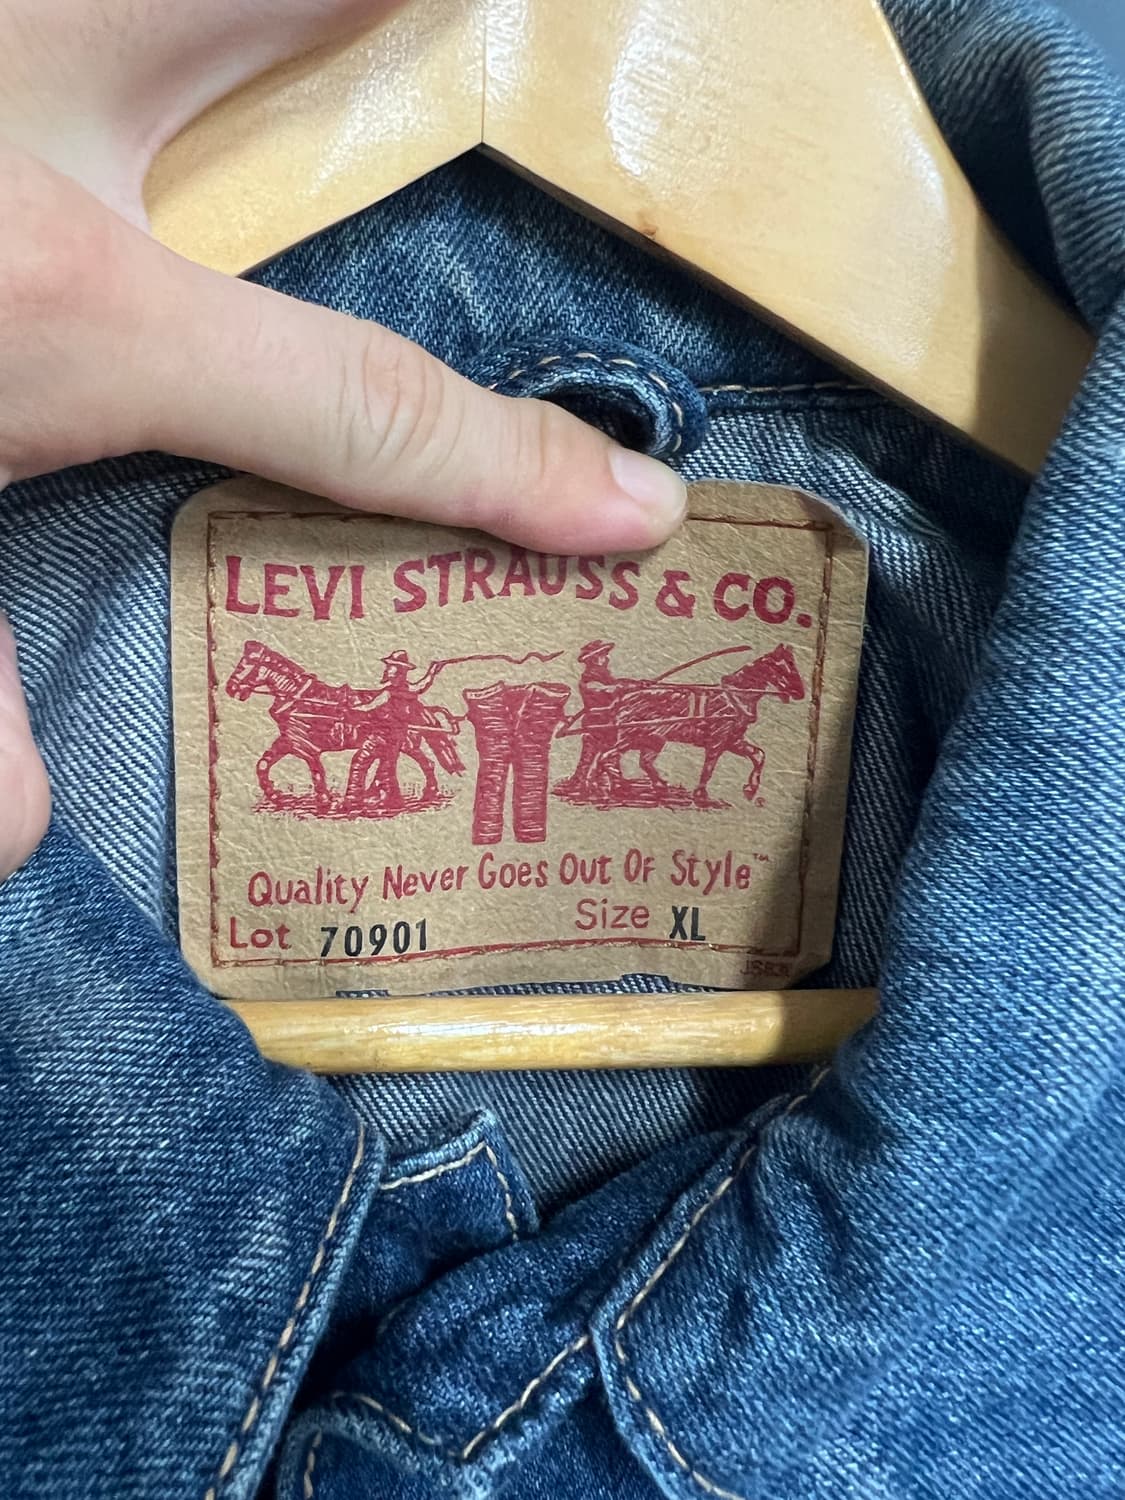 LEVI STRAUSS & CO.
Quality Never Goes Out Of Style™
Lot 70901 Size XL